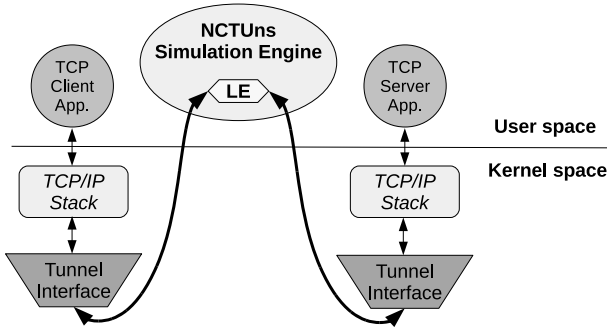 NCTUns
Simulation Engine
LE
TCP
Client
App.
TCP
Server
App.
User space
Kernel space
TCP/IP
Stack
TCP/IP
Stack
Tunnel
Interface
Tunnel
Interface